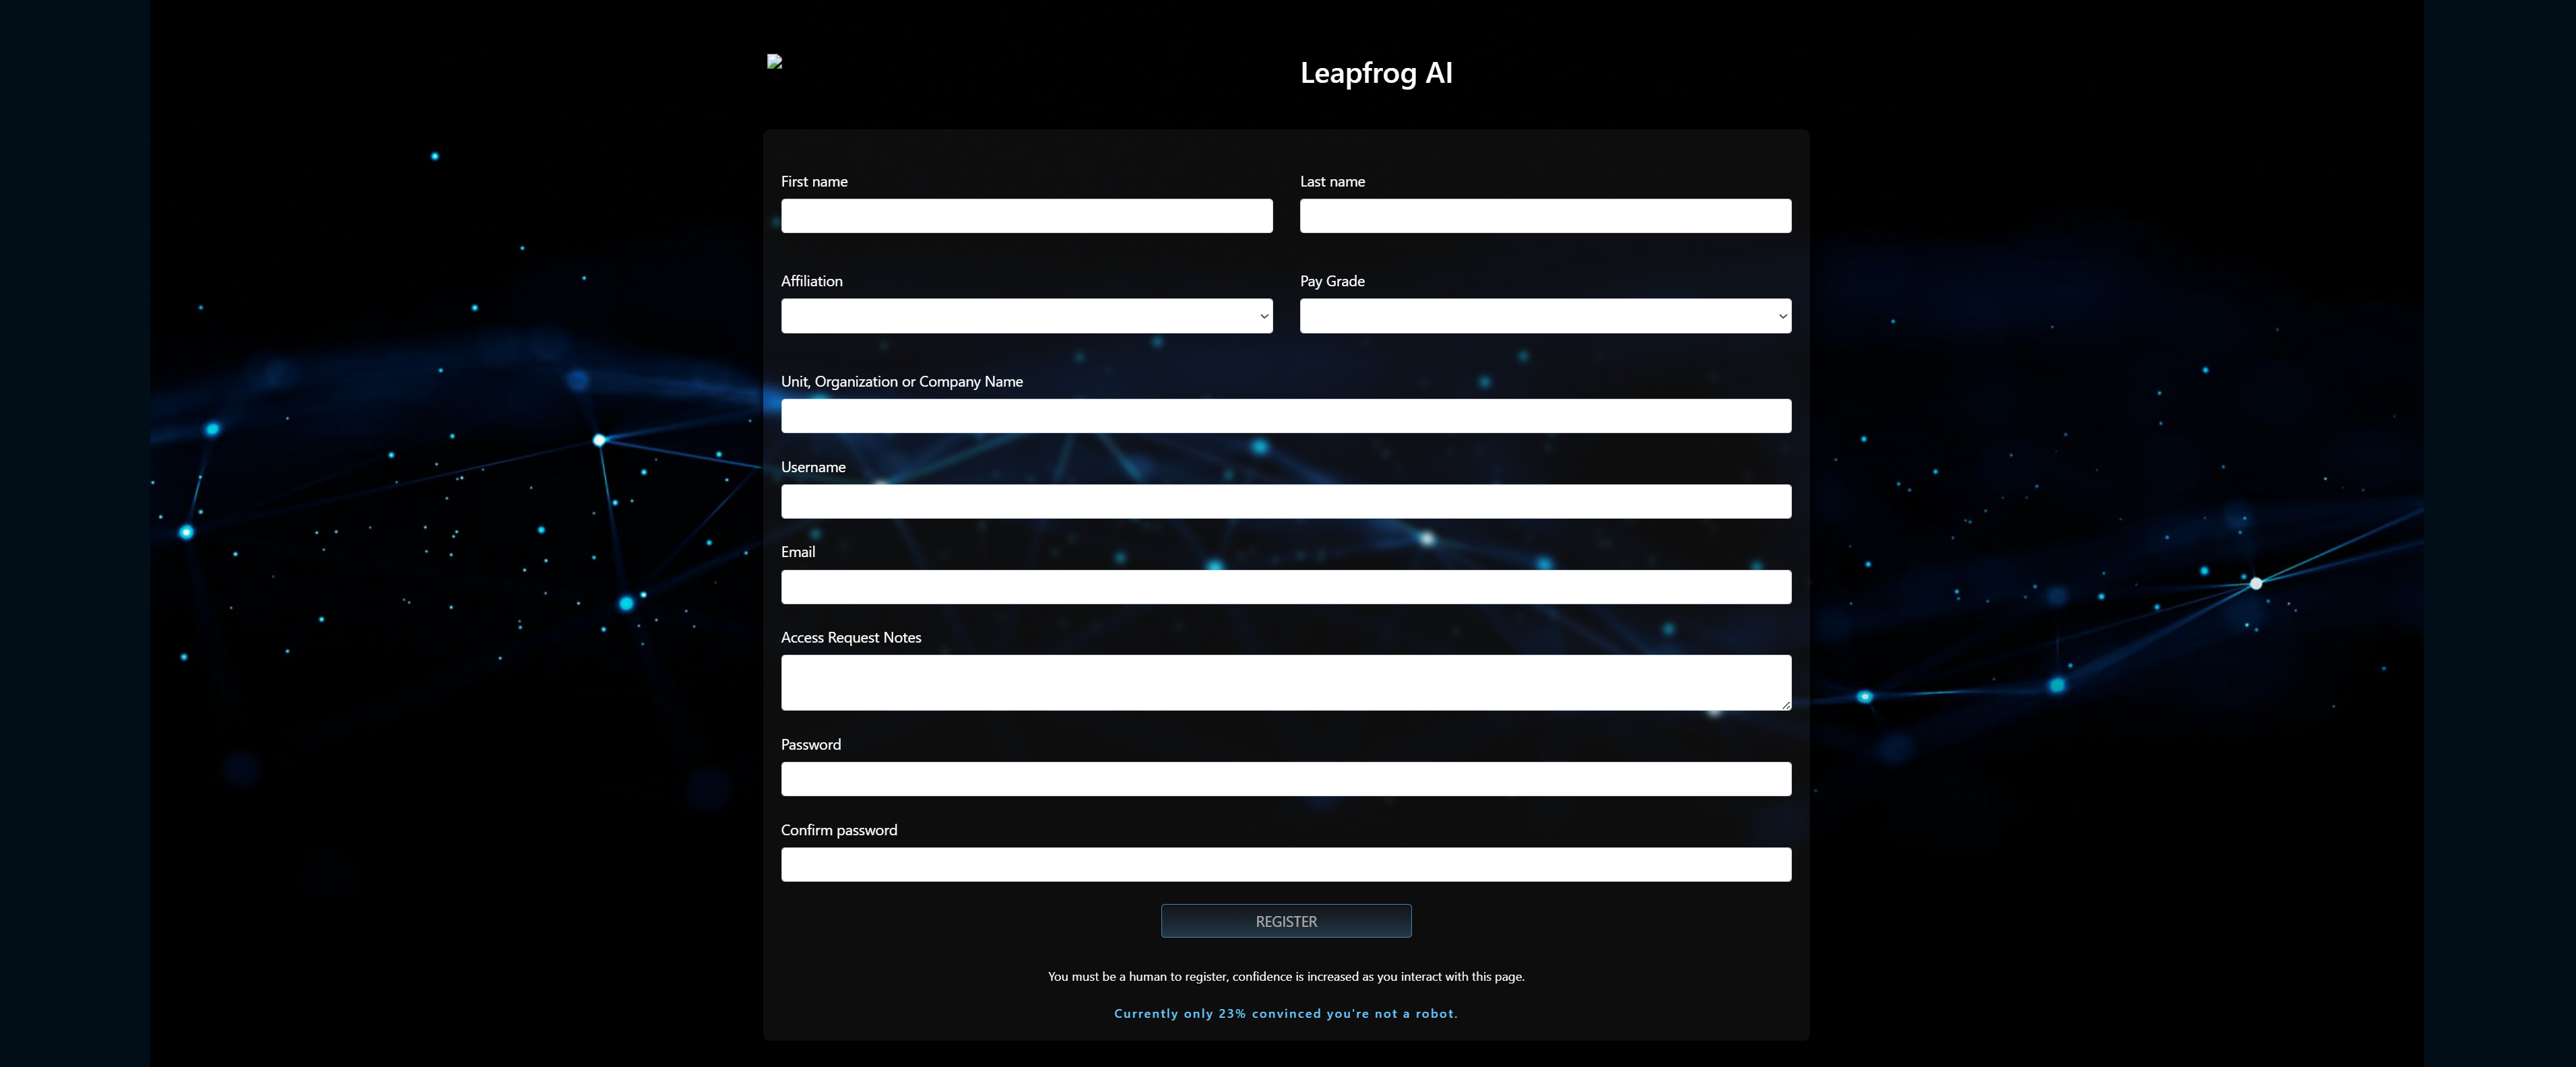 Leapfrog AI
First name
Last name
Affiliation
Pay Grade
Unit, Organization or Company Name
Username
Email
Access Request Notes
Password
Confirm password
REGISTER
You must be a human to register, confidence is increased as you interact with this page.
Currently only 23% convinced you're not a robot.